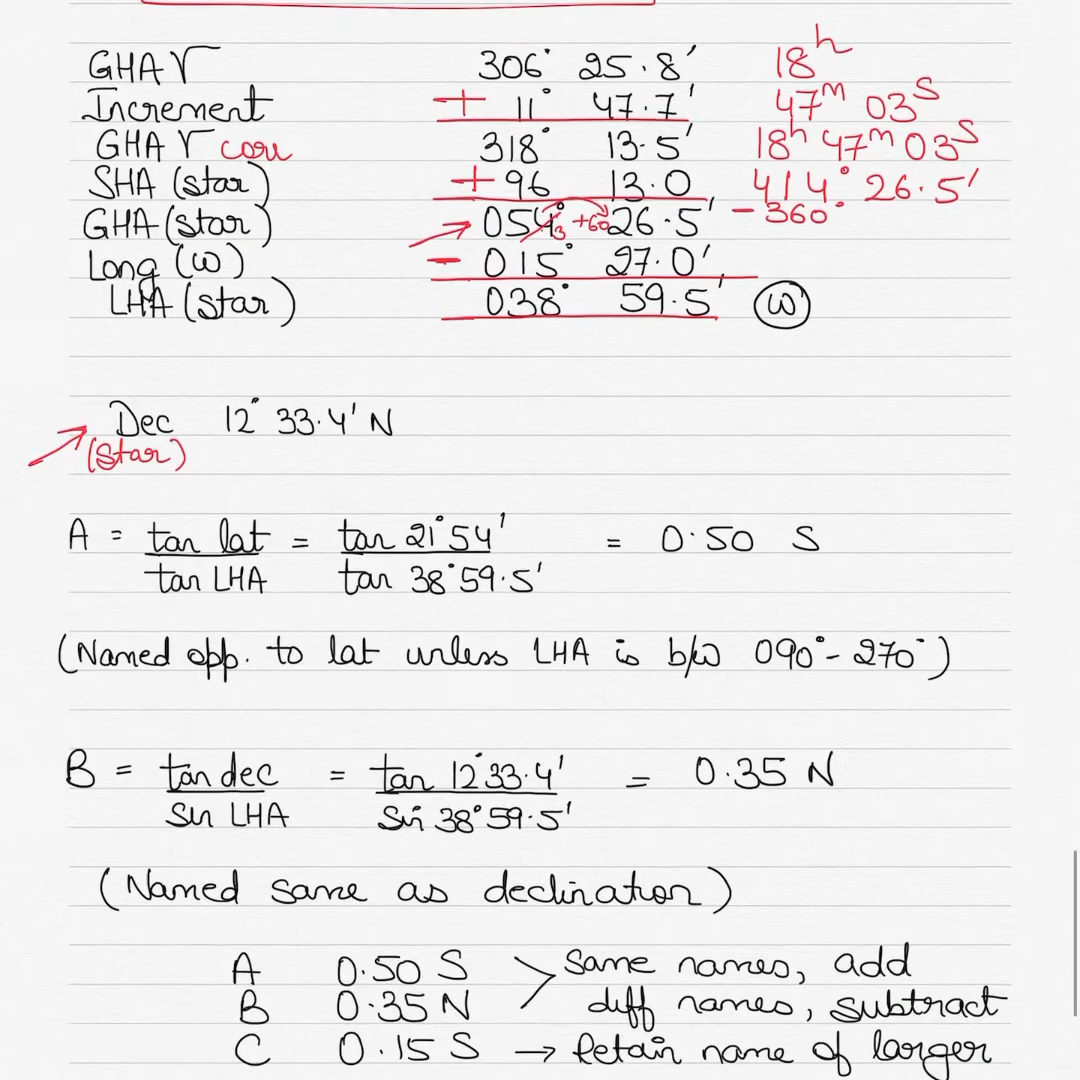 GHA ♈ 306° 25.8' 18h
Increment + 11° 47.7' 47m 03s
GHA ♈ corr 318° 13.5' 18h 47m 03s
SHA (star) + 96 13.0 414° 26.5'
GHA (star) 054° 3 +60 26.5' - 360°
Long (W) - 015° 27.0'
LHA (star) 038° 59.5' W
Dec 12° 33.4' N
(Star)
A = tan lat / tan LHA = tan 21°54' / tan 38°59.5' = 0.50 S
(Named opp. to lat unless LHA is b/w 090° - 270°)
B = tan dec / Sin LHA = tan 12°33.4' / Sin 38°59.5' = 0.35 N
(Named same as declination)
A 0.50 S > Same names, add
B 0.35 N diff names, subtract
C 0.15 S → Retain name of larger